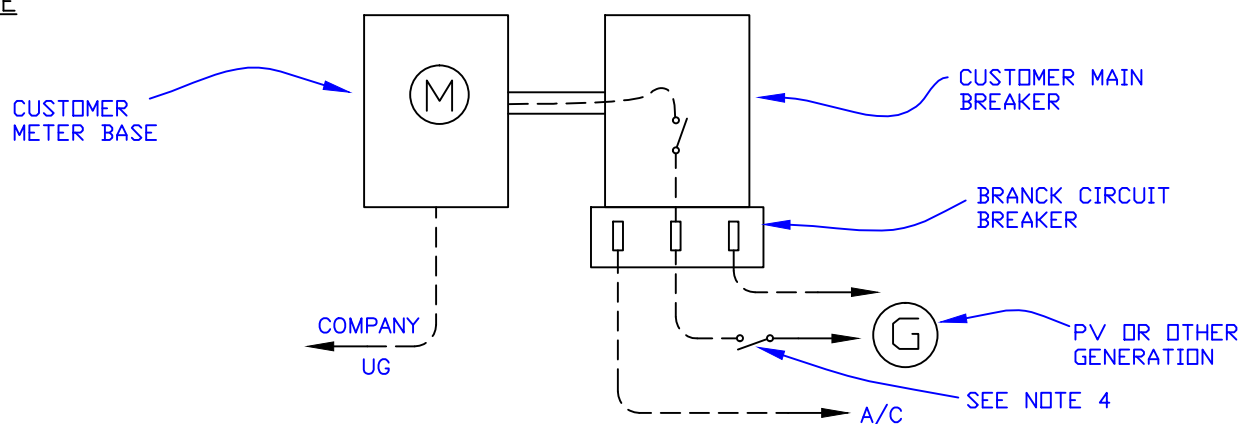 E
M
CUSTOMER MAIN
BREAKER
CUSTOMER
METER BASE
BRANCK CIRCUIT
BREAKER
COMPANY
UG
G
PV OR OTHER
GENERATION
SEE NOTE 4
A/C